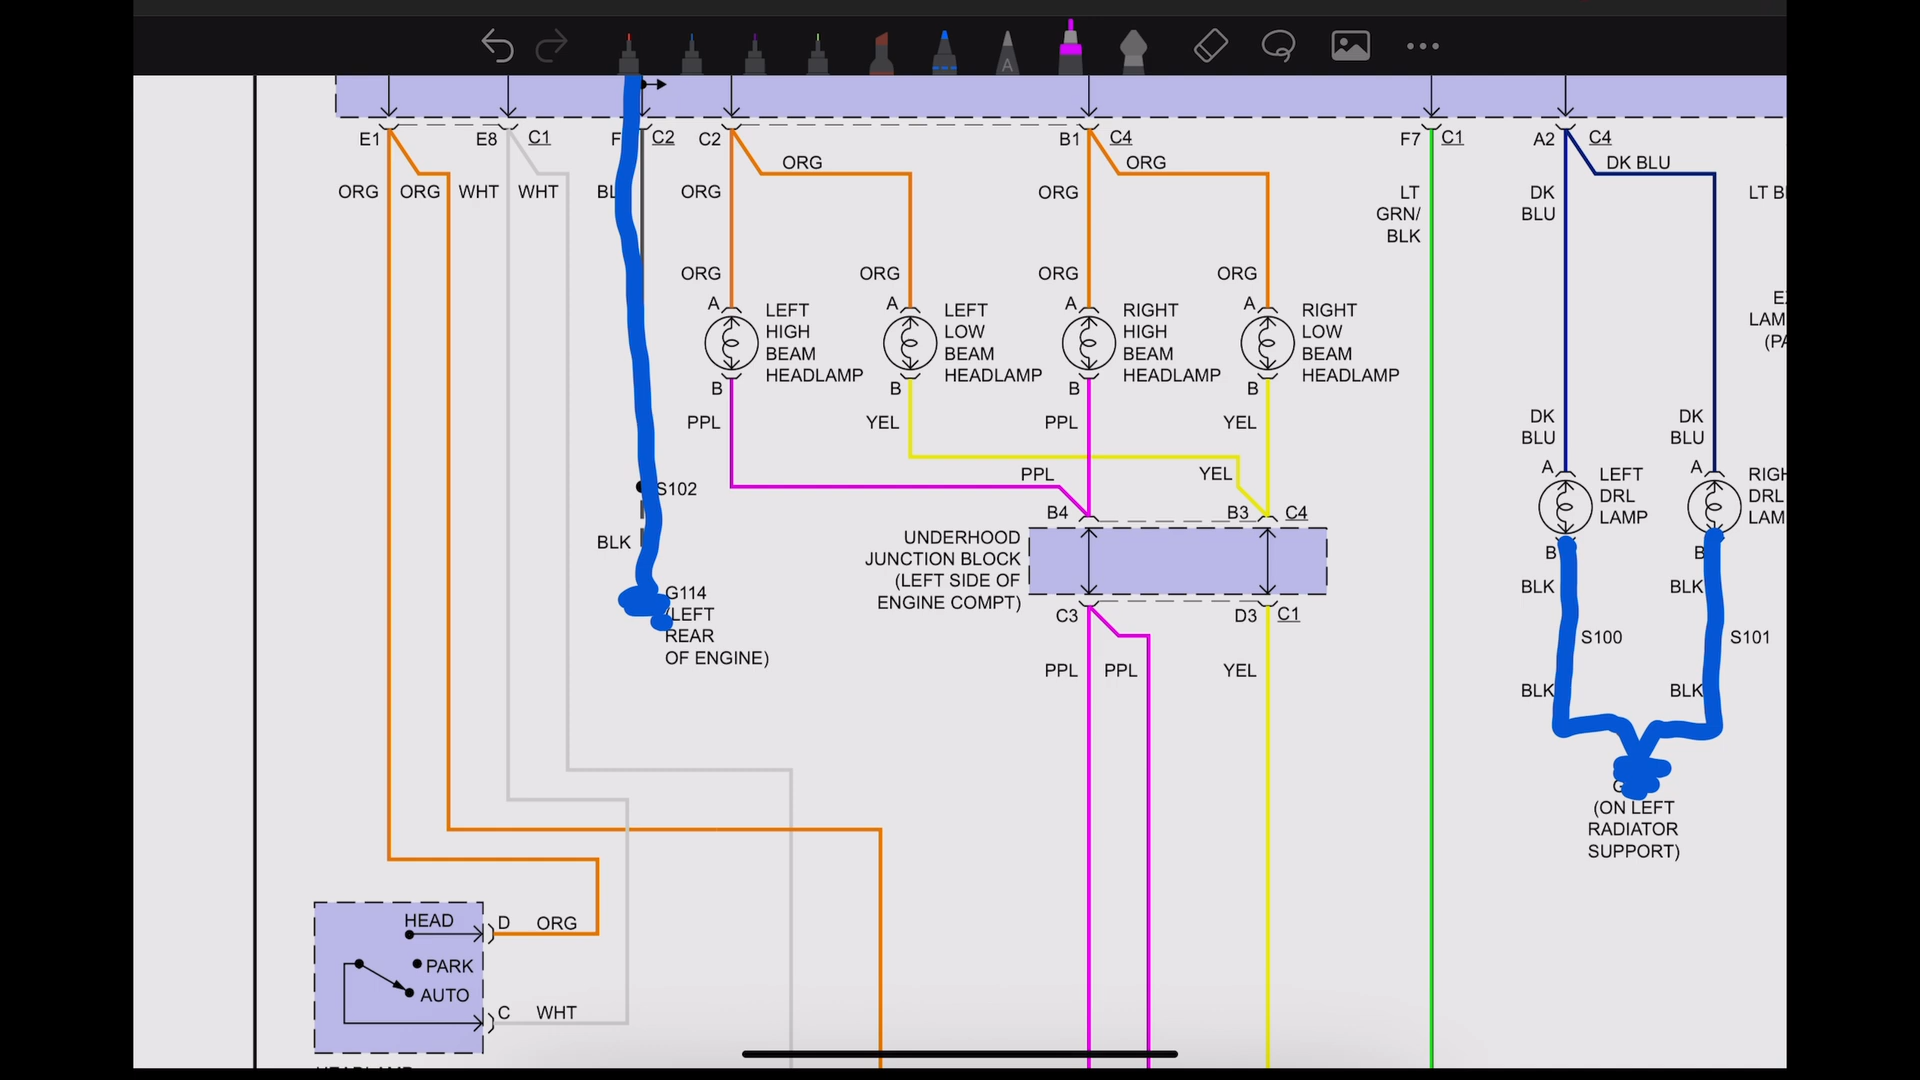 E1
E8
C1
C2
C2
B1
C4
F7
C1
A2
C4
ORG
ORG
DK BLU
ORG
ORG
WHT
WHT
ORG
ORG
LT
GRN/
BLK
DK
BLU
ORG
ORG
ORG
ORG
A
LEFT
HIGH
BEAM
HEADLAMP
A
LEFT
LOW
BEAM
HEADLAMP
A
RIGHT
HIGH
BEAM
HEADLAMP
A
RIGHT
LOW
BEAM
HEADLAMP
B
B
B
B
PPL
YEL
PPL
YEL
DK
BLU
DK
BLU
A
LEFT
DRL
LAMP
A
DRL
PPL
YEL
S102
BLK
B4
B3
C4
UNDERHOOD
JUNCTION BLOCK
(LEFT SIDE OF
ENGINE COMPT)
B
B
BLK
BLK
G114
(LEFT
REAR
OF ENGINE)
C3
D3
C1
S100
S101
PPL
PPL
YEL
BLK
BLK
(ON LEFT
RADIATOR
SUPPORT)
HEAD
D
ORG
PARK
AUTO
C
WHT